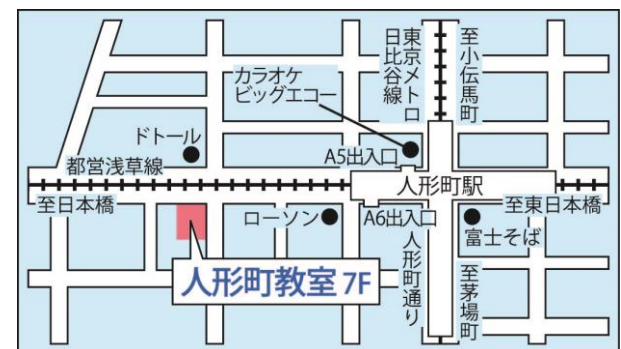 東京メトロ
日比谷線
至小伝馬町
カラオケ
ビッグエコー
ドトール
A5出入口
都営浅草線
人形町駅
至日本橋
至東日本橋
ローソン
A6出入口
富士そば
人形町通り
至茅場町
人形町教室 7F